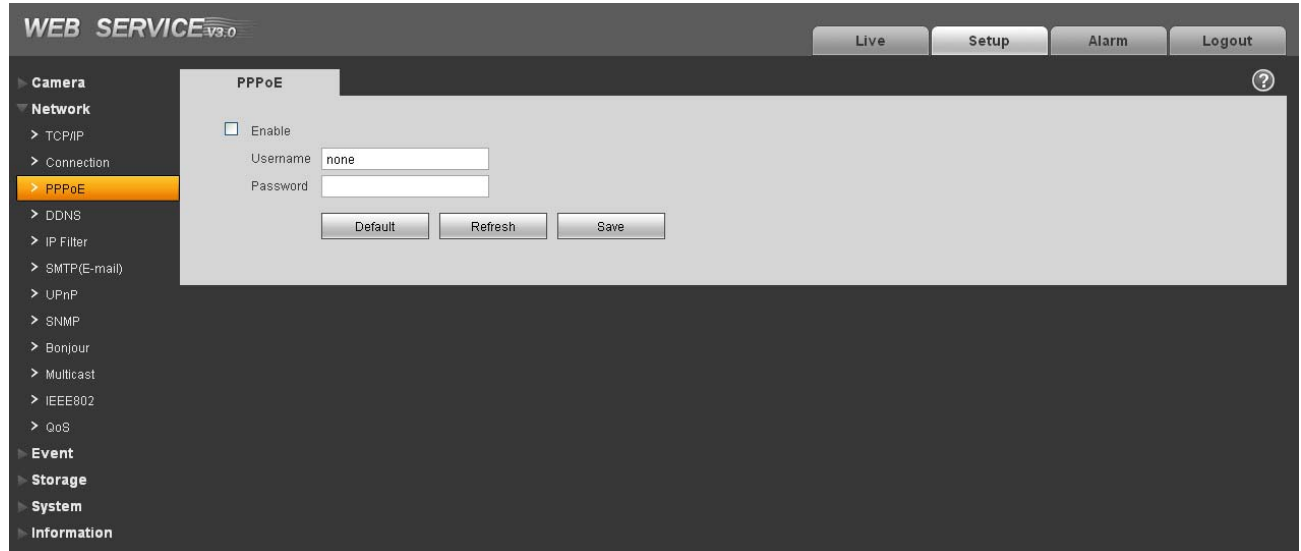 WEB SERVICE V3.0
Live
Setup
Alarm
Logout
Camera
Network
TCP/IP
Connection
PPPoE
DDNS
IP Filter
SMTP(E-mail)
UPnP
SNMP
Bonjour
Multicast
IEEE802
QoS
Event
Storage
System
Information
PPPoE
?
Enable
Username none
Password
Default Refresh Save